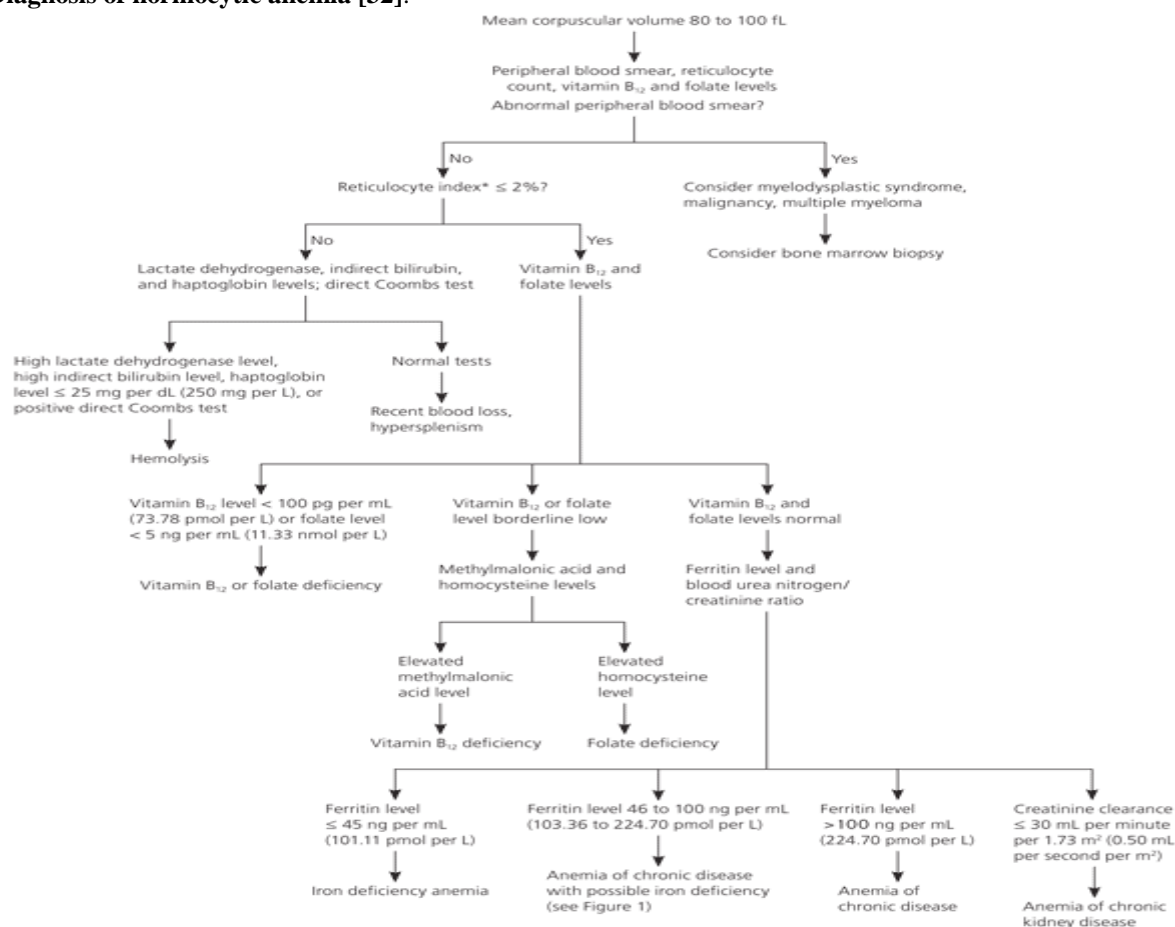 Diagnosis of normocytic anemia [32].
Mean corpuscular volume 80 to 100 fL
Peripheral blood smear, reticulocyte
count, vitamin B₁₂ and folate levels
Abnormal peripheral blood smear?
No
Yes
Reticulocyte index* ≤ 2%?
Consider myelodysplastic syndrome,
malignancy, multiple myeloma
Consider bone marrow biopsy
No
Yes
Lactate dehydrogenase, indirect bilirubin,
and haptoglobin levels; direct Coombs test
Vitamin B₁₂ and
folate levels
High lactate dehydrogenase level,
high indirect bilirubin level, haptoglobin
level ≤ 25 mg per dL (250 mg per L), or
positive direct Coombs test
Hemolysis
Normal tests
Recent blood loss,
hypersplenism
Vitamin B₁₂ level < 100 pg per mL
(73.78 pmol per L) or folate level
< 5 ng per mL (11.33 nmol per L)
Vitamin B₁₂ or folate deficiency
Vitamin B₁₂ or folate
level borderline low
Methylmalonic acid and
homocysteine levels
Vitamin B₁₂ and
folate levels normal
Ferritin level and
blood urea nitrogen/
creatinine ratio
Elevated
methylmalonic
acid level
Vitamin B₁₂ deficiency
Elevated
homocysteine
level
Folate deficiency
Ferritin level
≤ 45 ng per mL
(101.11 pmol per L)
Iron deficiency anemia
Ferritin level 46 to 100 ng per mL
(103.36 to 224.70 pmol per L)
Anemia of chronic disease
with possible iron deficiency
(see Figure 1)
Ferritin level
>100 ng per mL
(224.70 pmol per L)
Anemia of
chronic disease
Creatinine clearance
≤ 30 mL per minute
per 1.73 m² (0.50 mL
per second per m²)
Anemia of chronic
kidney disease